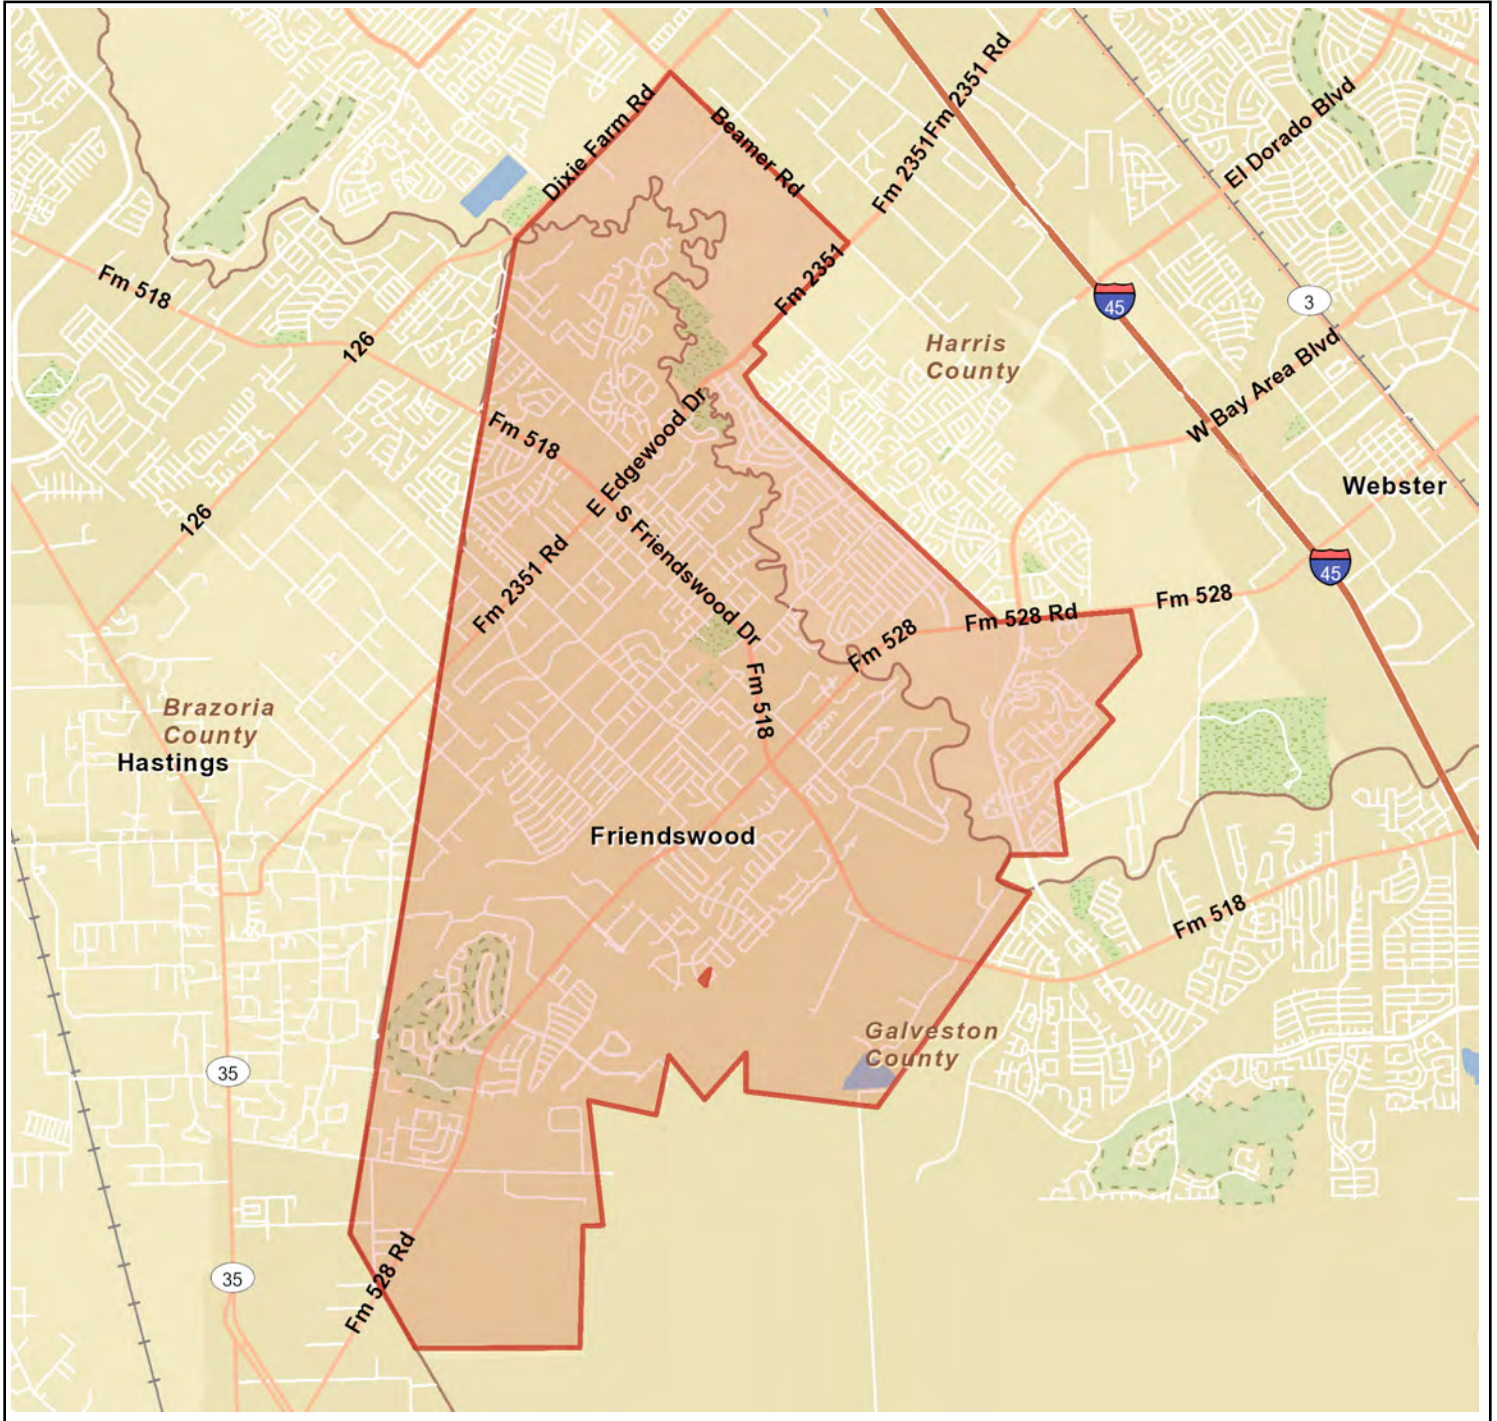 Fm 2351 Rd
Fm 2351
El Dorado Blvd
Dixie Farm Rd
Beamer Rd
Fm 2351
Fm 518
45
3
126
Harris
County
W Bay Area Blvd
Fm 518
E Edgewood Dr
Webster
126
S Friendswood Dr
Fm 2351 Rd
45
Fm 528
Fm 528 Rd
Fm 528
Fm 518
Brazoria
County
Hastings
Friendswood
Fm 518
Galveston
County
35
35
Fm 528 Rd